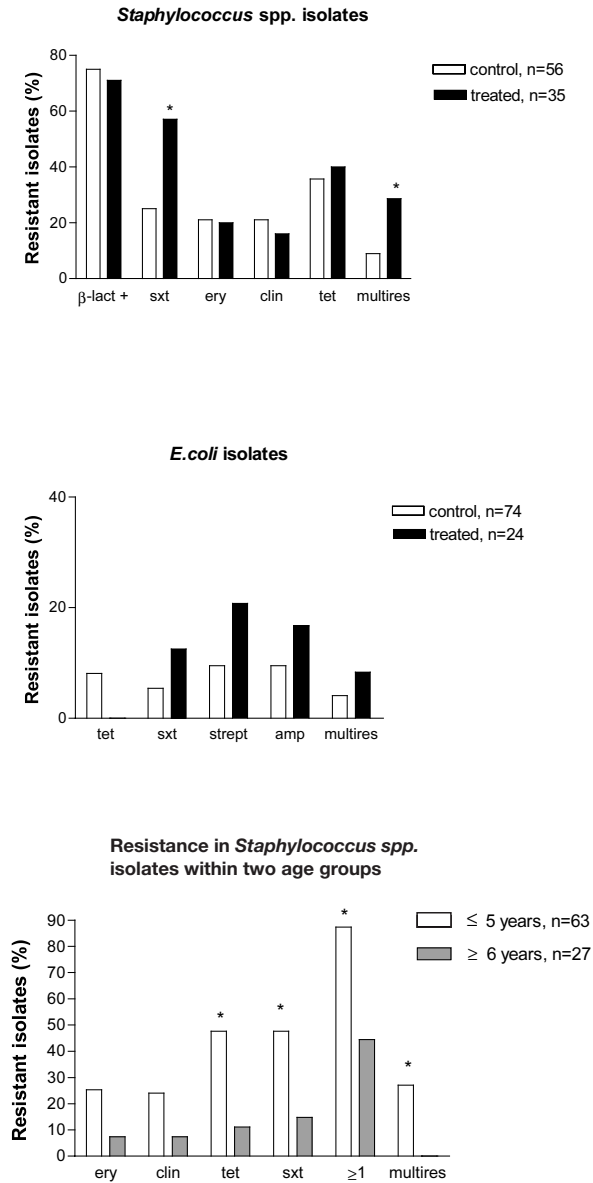 Staphylococcus spp. isolates
Resistant isolates (%)
80
60
40
20
0
* *
β-lact + sxt ery clin tet multires
control, n=56
treated, n=35
E.coli isolates
Resistant isolates (%)
40
20
0
tet sxt strept amp multires
control, n=74
treated, n=24
Resistance in Staphylococcus spp.
isolates within two age groups
Resistant isolates (%)
90
80
70
60
50
40
30
20
10
0
* * * *
ery clin tet sxt ≥1 multires
≤ 5 years, n=63
≥ 6 years, n=27